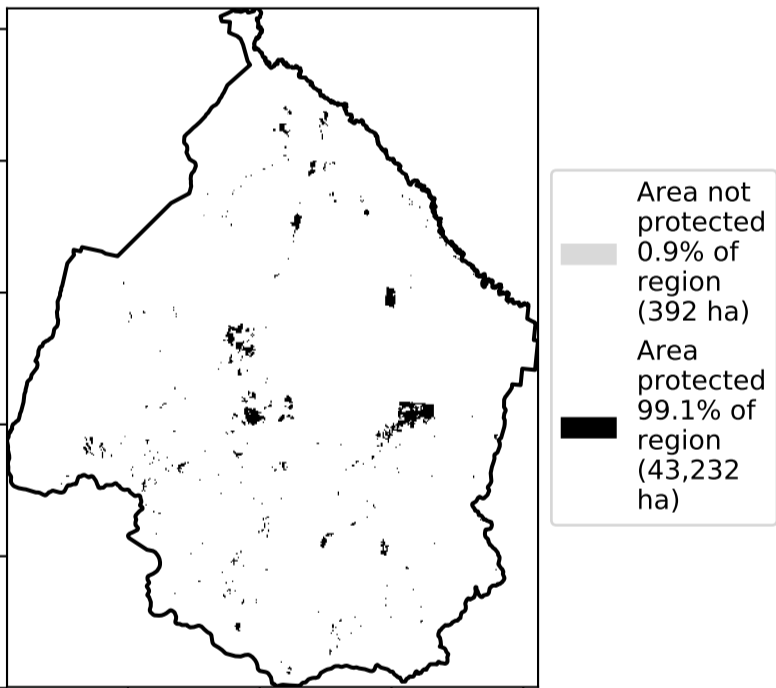 Area not
protected
0.9% of
region
(392 ha)
Area
protected
99.1% of
region
(43,232
ha)